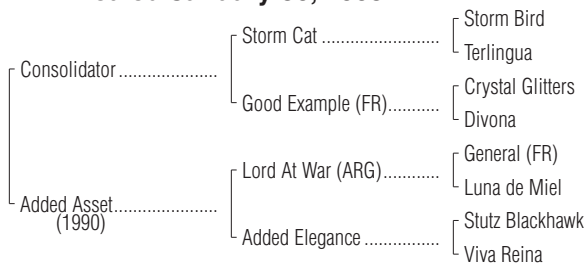 Storm Bird
Storm Cat ........................
Terlingua
Consolidator ....................
Crystal Glitters
Good Example (FR)...........
Divona
General (FR)
Lord At War (ARG)............
Luna de Miel
Added Asset.....................
(1990)
Stutz Blackhawk
Added Elegance ................
Viva Reina